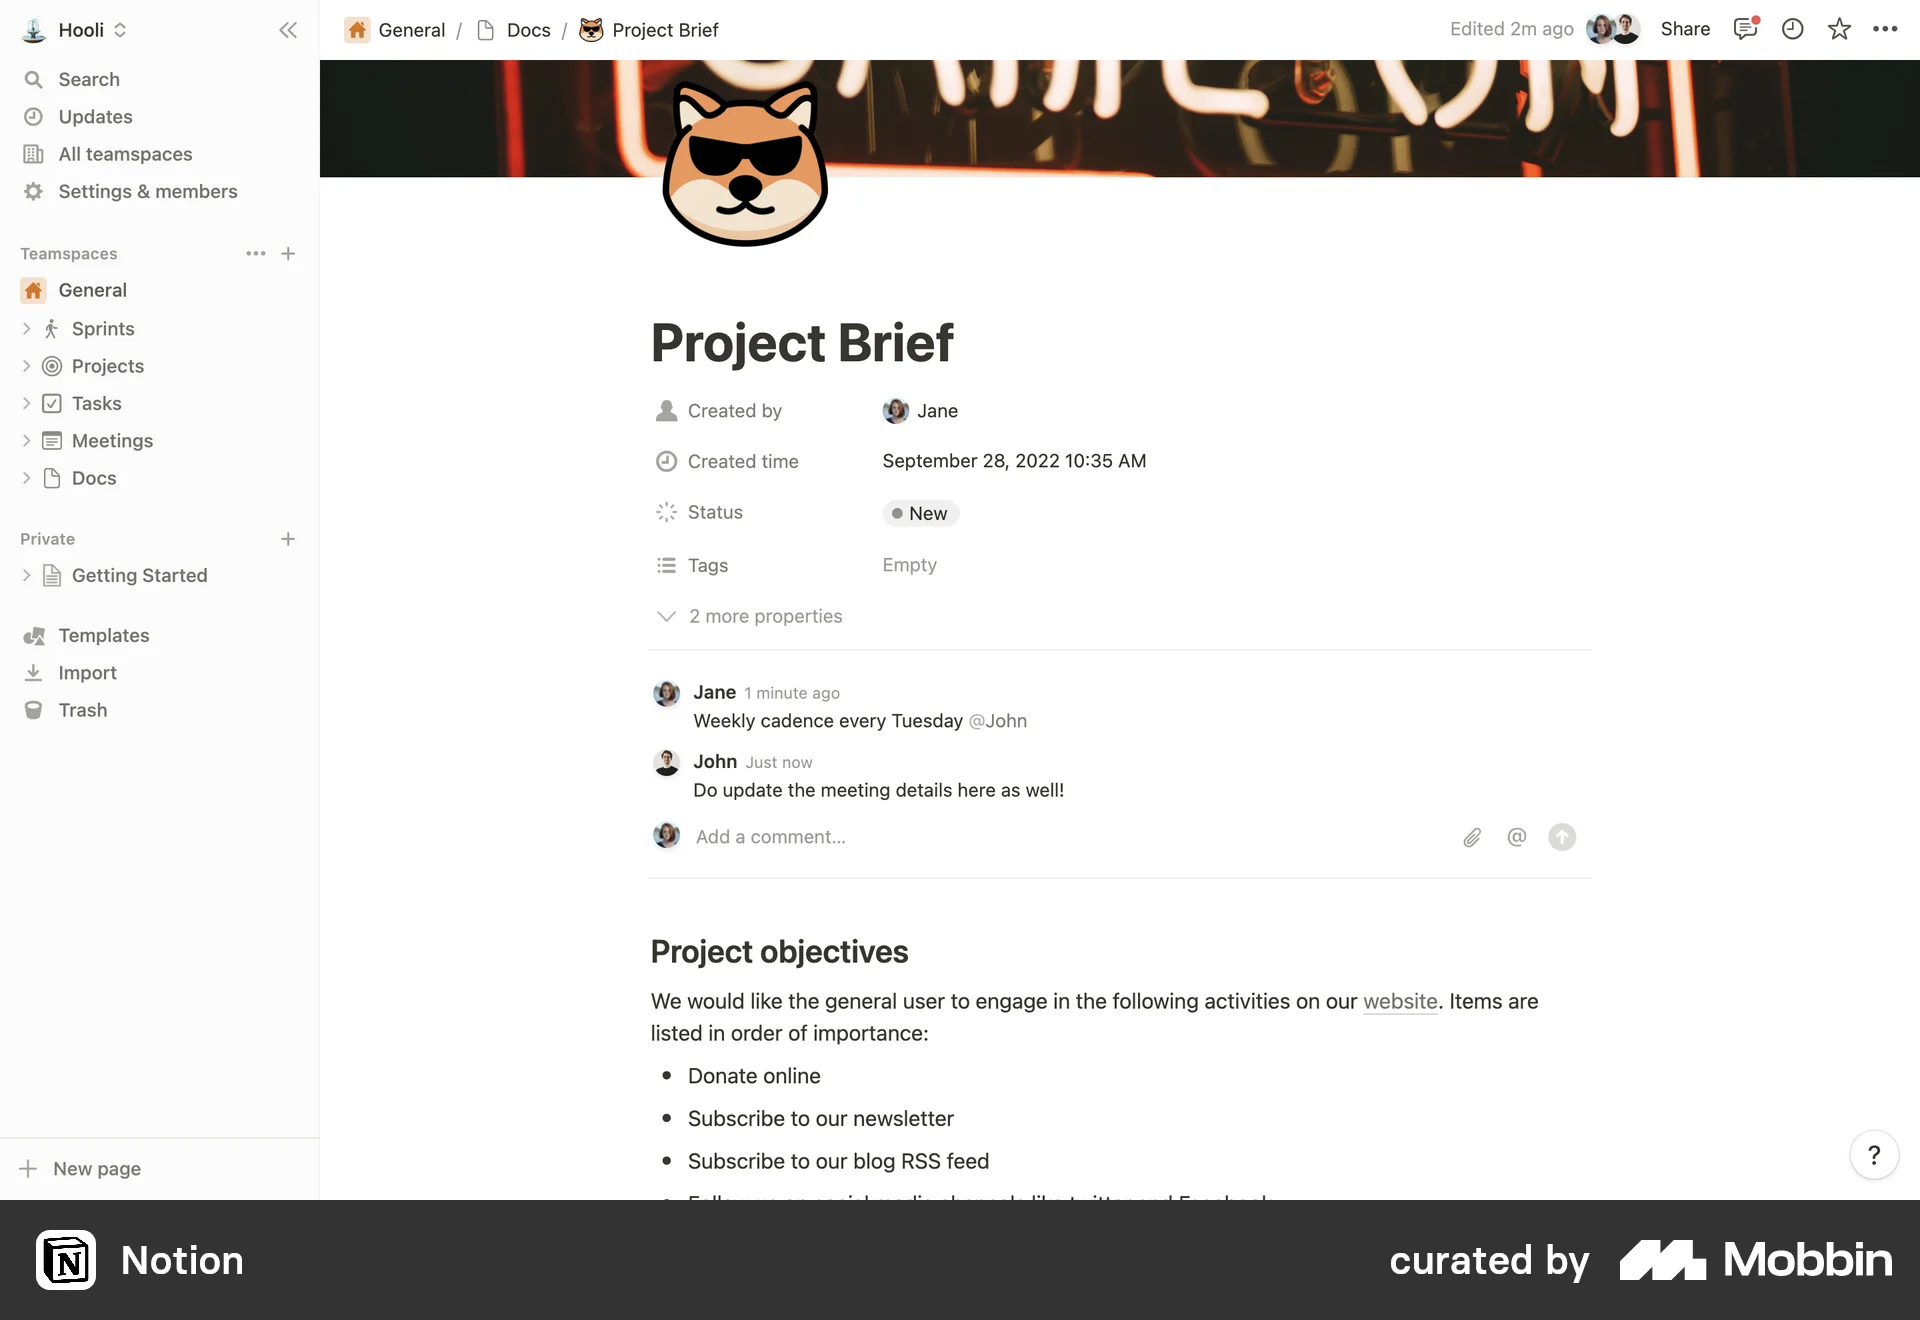 Hooli
Search
Updates
All teamspaces
Settings & members
Teamspaces
General
Sprints
Projects
Tasks
Meetings
Docs
Private
Getting Started
Templates
Import
Trash
New page
General / Docs / Project Brief
Edited 2m ago
Share
Project Brief
Created by Jane
Created time September 28, 2022 10:35 AM
Status New
Tags Empty
2 more properties
Jane 1 minute ago
Weekly cadence every Tuesday @John
John Just now
Do update the meeting details here as well!
Add a comment...
@
Project objectives
We would like the general user to engage in the following activities on our website. Items are
listed in order of importance:
• Donate online
• Subscribe to our newsletter
• Subscribe to our blog RSS feed
?
N Notion
curated by Mobbin